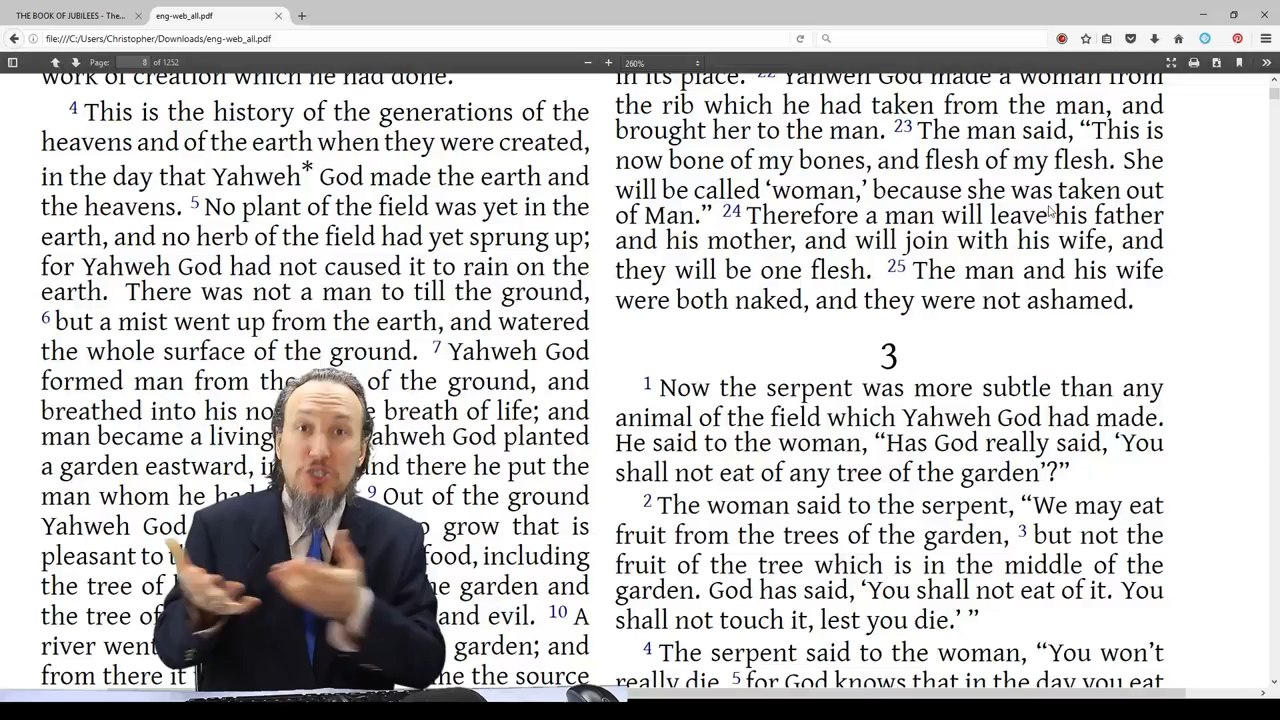 THE BOOK OF JUBILEES - The...
eng-web_all.pdf
file:///C:/Users/Christopher/Downloads/eng-web_all.pdf
Page: 8 of 1252
260%
work of creation which he had done.
4 This is the history of the generations of the
heavens and of the earth when they were created,
in the day that Yahweh* God made the earth and
the heavens. 5 No plant of the field was yet in the
earth, and no herb of the field had yet sprung up;
for Yahweh God had not caused it to rain on the
earth. There was not a man to till the ground,
6 but a mist went up from the earth, and watered
the whole surface of the ground. 7 Yahweh God
formed man from the of the ground, and
breathed into his no breath of life; and
man became a living ahweh God planted
a garden eastward, i nd there he put the
man whom he had 9 Out of the ground
Yahweh God o grow that is
pleasant to food, including
the tree of he garden and
the tree of and evil. 10 A
river went garden; and
from there it me the source
in its place. 22 Yahweh God made a woman from
the rib which he had taken from the man, and
brought her to the man. 23 The man said, “This is
now bone of my bones, and flesh of my flesh. She
will be called ‘woman,’ because she was taken out
of Man.” 24 Therefore a man will leave his father
and his mother, and will join with his wife, and
they will be one flesh. 25 The man and his wife
were both naked, and they were not ashamed.
3
1 Now the serpent was more subtle than any
animal of the field which Yahweh God had made.
He said to the woman, “Has God really said, ‘You
shall not eat of any tree of the garden’?”
2 The woman said to the serpent, “We may eat
fruit from the trees of the garden, 3 but not the
fruit of the tree which is in the middle of the
garden. God has said, ‘You shall not eat of it. You
shall not touch it, lest you die.’ ”
4 The serpent said to the woman, “You won’t
really die, 5 for God knows that in the day you eat